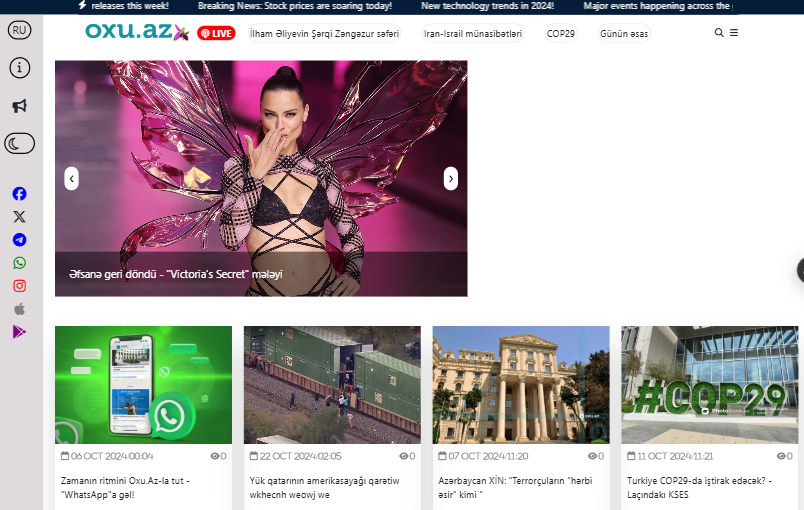 releases this week! Breaking News: Stock prices are soaring today! New technology trends in 2024! Major events happening across the
RU
oxu.az LIVE İlham Əliyevin Şərqi Zəngəzur səfəri İran-İsrail münasibətləri COP29 Günün əsas
Əfsanə geri döndü - "Victoria's Secret" mələyi
#COP29
06 OCT 2024/00:04 0
22 OCT 2024/02:05 0
07 OCT 2024/11:20 0
11 OCT 2024/11:21 0
Zamanın ritmini Oxu.Az-la tut -
"WhatsApp"a gəl!
Yük qatarının amerikasayağı qarətiw
wkhecnh weowj we
Azərbaycan XİN: "Terrorçuların "hərbi
əsir" kimi "
Turkiye COP29-da iştirak edəcək? -
Laçındakı KSES